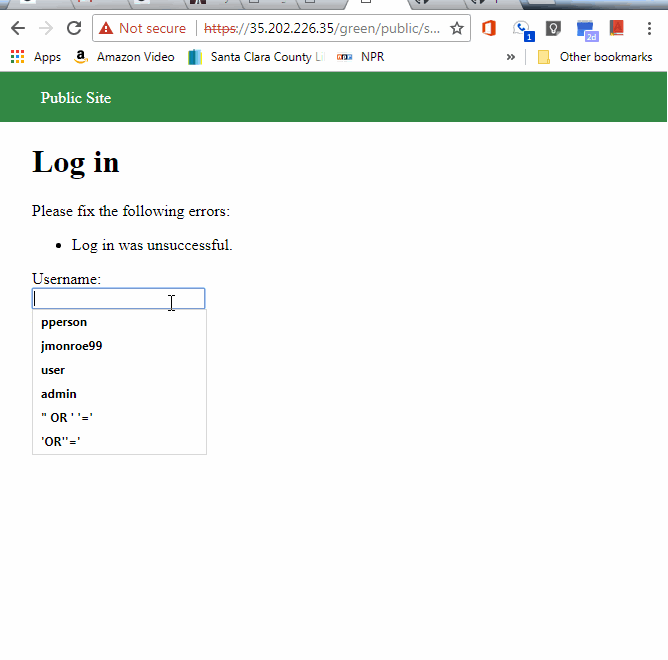 Not secure https://35.202.226.35/green/public/s... 1 2d
Apps Amazon Video Santa Clara County Li NPR » Other bookmarks
Public Site
Log in
Please fix the following errors:
Log in was unsuccessful.
Username:
pperson
jmonroe99
user
admin
" OR ' '='
'OR''='